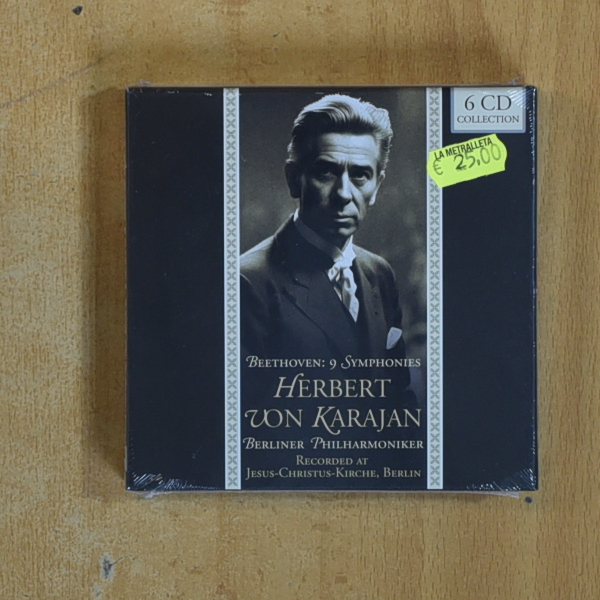 6 CD
COLLECTION
LA METRALLETA
€ 25,00
BEETHOVEN: 9 SYMPHONIES
HERBERT
VON KARAJAN
BERLINER PHILHARMONIKER
RECORDED AT
JESUS-CHRISTUS-KIRCHE, BERLIN